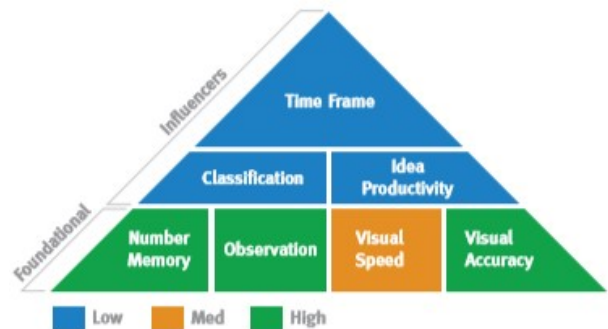 Influencers
Time Frame
Classification
Idea
Productivity
Foundational
Number
Memory
Observation
Visual
Speed
Visual
Accuracy
Low
Med
High